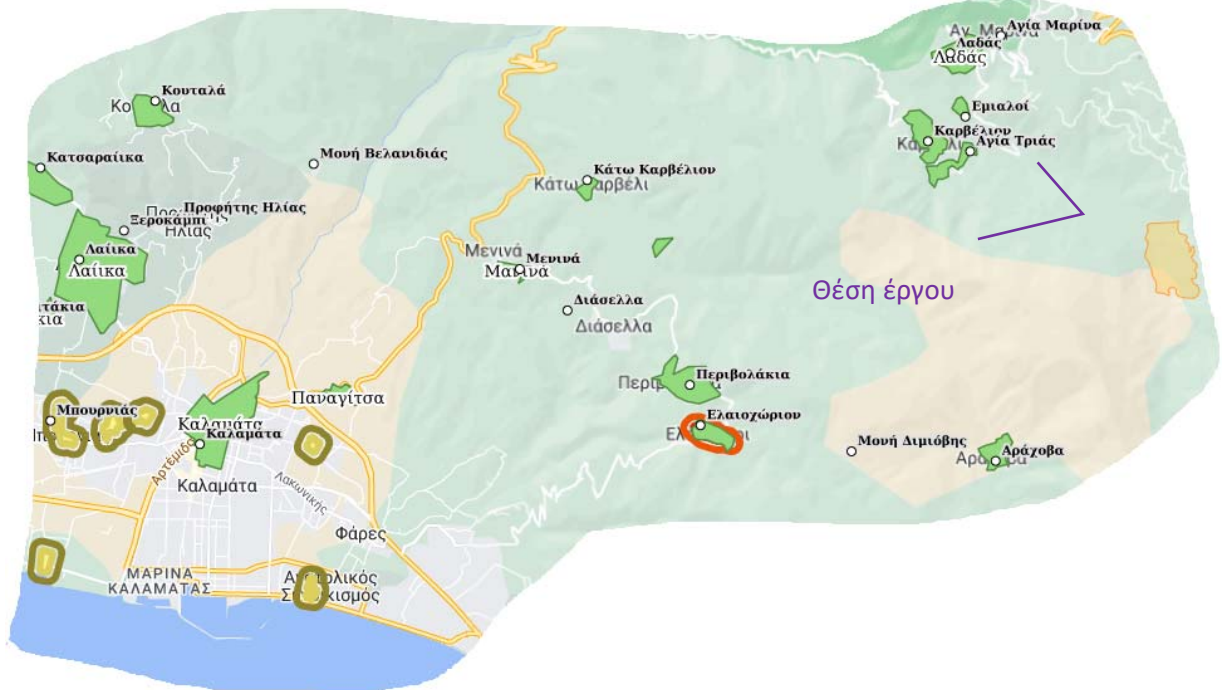 Αγία Μαρίνα
Λαδάς
Λαδάς
Κουταλά
Εμιαλοί
Καρβέλιον
Αγία Τριάς
Μονή Βελανιδιάς
Κατσαραίικα
Κάτω Καρβέλιον
Προφήτης Ηλίας
Ηλίας
Ξεροκάμπι
Μενινά
Λαίικα
Λαίικα
Μενινά
Θέση έργου
Διάσελλα
Διάσελλα
Περιβολάκια
Παναγίτσα
Μπουρνιάς
Ελαιοχώριον
Καλαμάτα
Καλαμάτα
Αρτέμιδος
Μονή Διμιόβης
Αράχοβα
Καλαμάτα
Λακωνικής
Φάρες
ΜΑΡΙΝΑ
ΚΑΛΑΜΑΤΑΣ